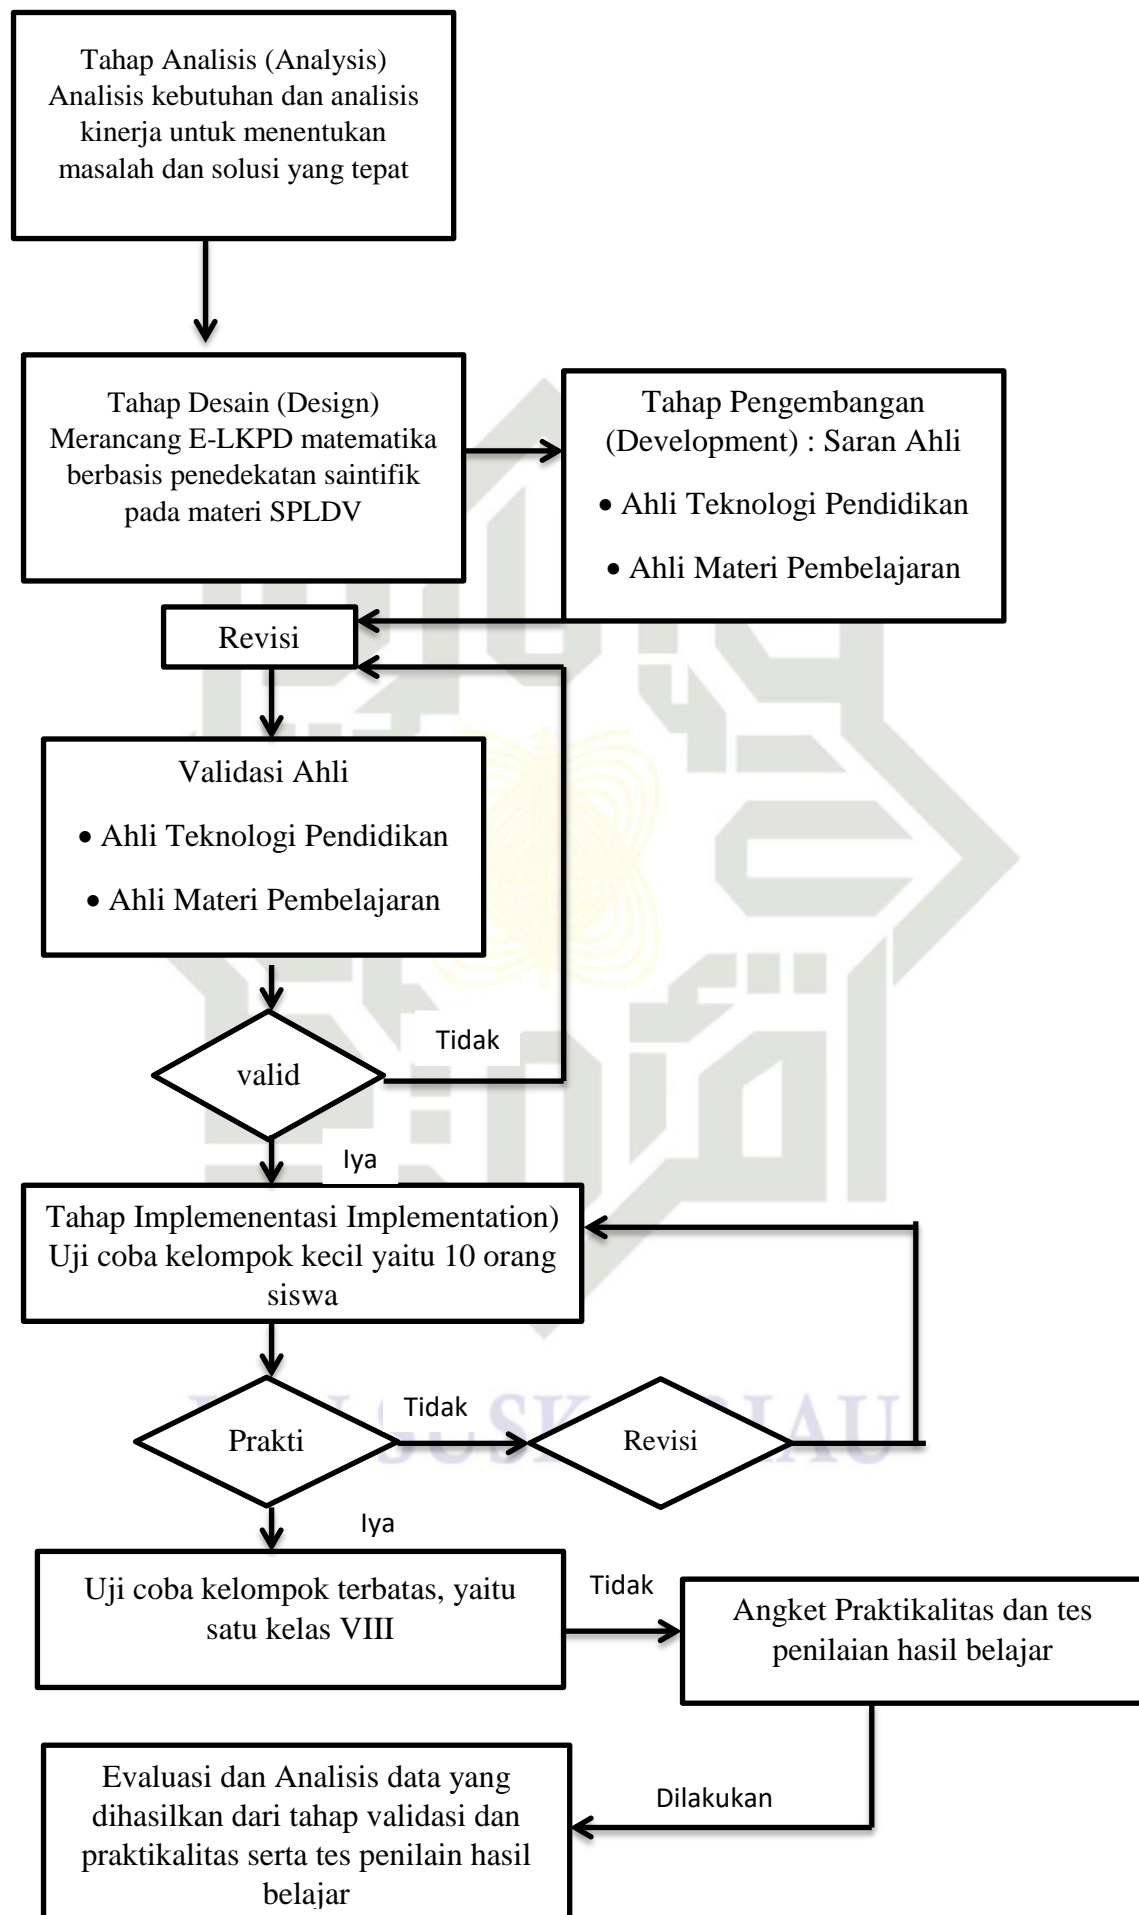 Tahap Analisis (Analysis)
Analisis kebutuhan dan analisis
kinerja untuk menentukan
masalah dan solusi yang tepat
Tahap Desain (Design)
Merancang E-LKPD matematika
berbasis penedekatan saintifik
pada materi SPLDV
Tahap Pengembangan
(Development) : Saran Ahli
• Ahli Teknologi Pendidikan
• Ahli Materi Pembelajaran
Revisi
Validasi Ahli
• Ahli Teknologi Pendidikan
• Ahli Materi Pembelajaran
valid
Tidak
Iya
Tahap Implemenentasi Implementation)
Uji coba kelompok kecil yaitu 10 orang
siswa
Prakti
Tidak
Revisi
Iya
Uji coba kelompok terbatas, yaitu
satu kelas VIII
Tidak
Angket Praktikalitas dan tes
penilaian hasil belajar
Dilakukan
Evaluasi dan Analisis data yang
dihasilkan dari tahap validasi dan
praktikalitas serta tes penilain hasil
belajar